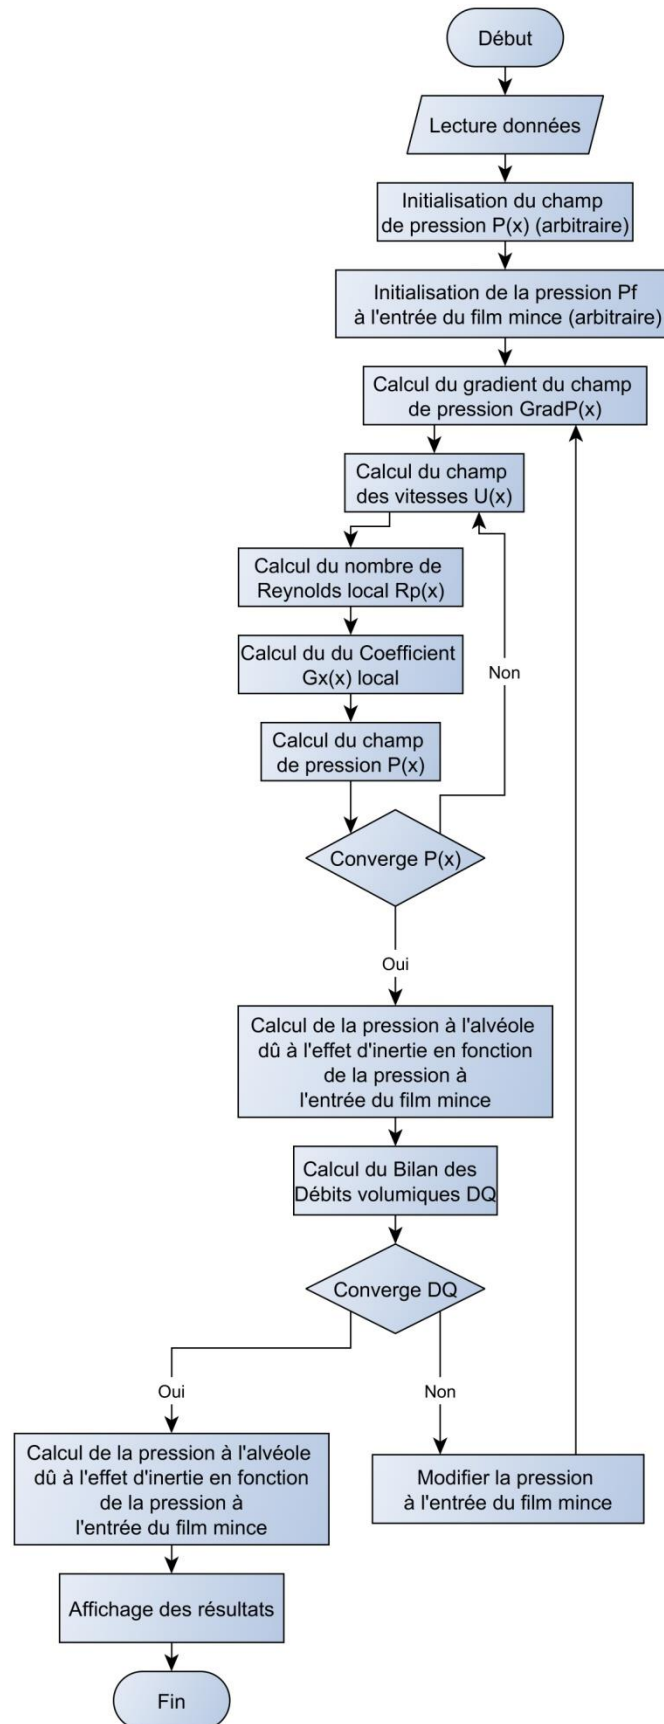 Début
Lecture données
Initialisation du champ
de pression P(x) (arbitraire)
Initialisation de la pression Pf
à l'entrée du film mince (arbitraire)
Calcul du gradient du champ
de pression GradP(x)
Calcul du champ
des vitesses U(x)
Calcul du nombre de
Reynolds local Rp(x)
Calcul du du Coefficient
Gx(x) local
Non
Calcul du champ
de pression P(x)
Converge P(x)
Oui
Calcul de la pression à l'alvéole
dû à l'effet d'inertie en fonction
de la pression à
l'entrée du film mince
Calcul du Bilan des
Débits volumiques DQ
Converge DQ
Oui
Non
Calcul de la pression à l'alvéole
dû à l'effet d'inertie en fonction
de la pression à
l'entrée du film mince
Modifier la pression
à l'entrée du film mince
Affichage des résultats
Fin